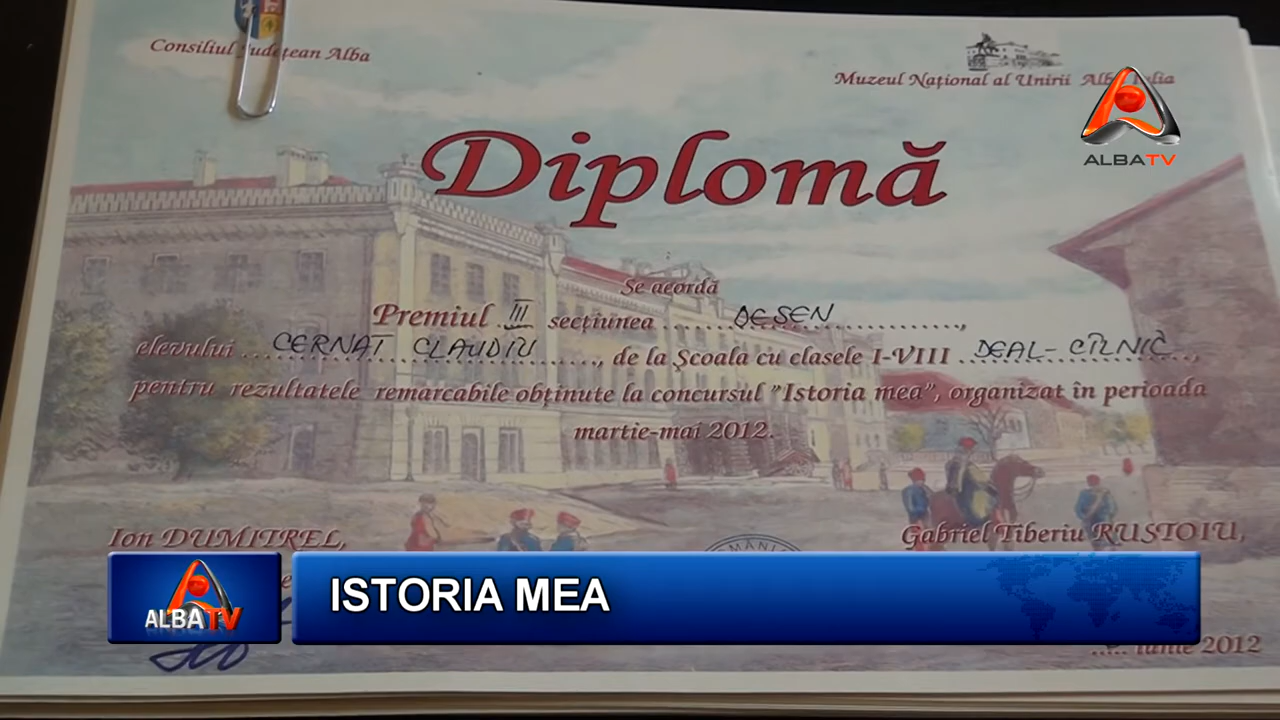 Consiliul Județean Alba
Muzeul Național al Unirii Alba Iulia
ALBATV
Diplomă
Se acordă
Premiul III secțiunea DESEN,
elevului CERNAT CLAUDIU, de la Școala cu clasele I-VIII DEAL-CÎLNIC,
pentru rezultatele remarcabile obținute la concursul "Istoria mea", organizat în perioada
martie-mai 2012.
Ion DUMITREL,
Gabriel Tiberiu RUSTOIU,
ROMÂNIA
ALBATV
ISTORIA MEA
iunie 2012